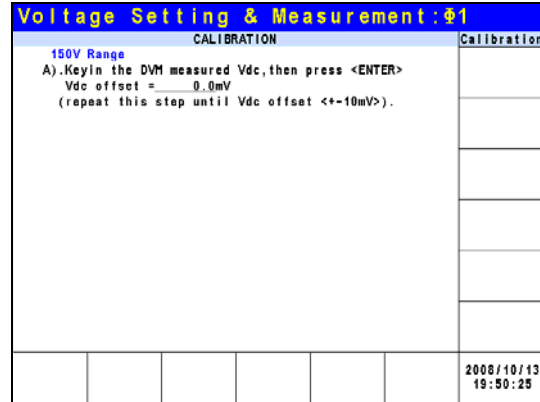 Voltage Setting & Measurement:Φ1
CALIBRATION
Calibration
150V Range
A).Keyin the DVM measured Vdc,then press <ENTER>
Vdc offset = 0.0mV
(repeat this step until Vdc offset <+-10mV>).
2008/10/13
19:50:25